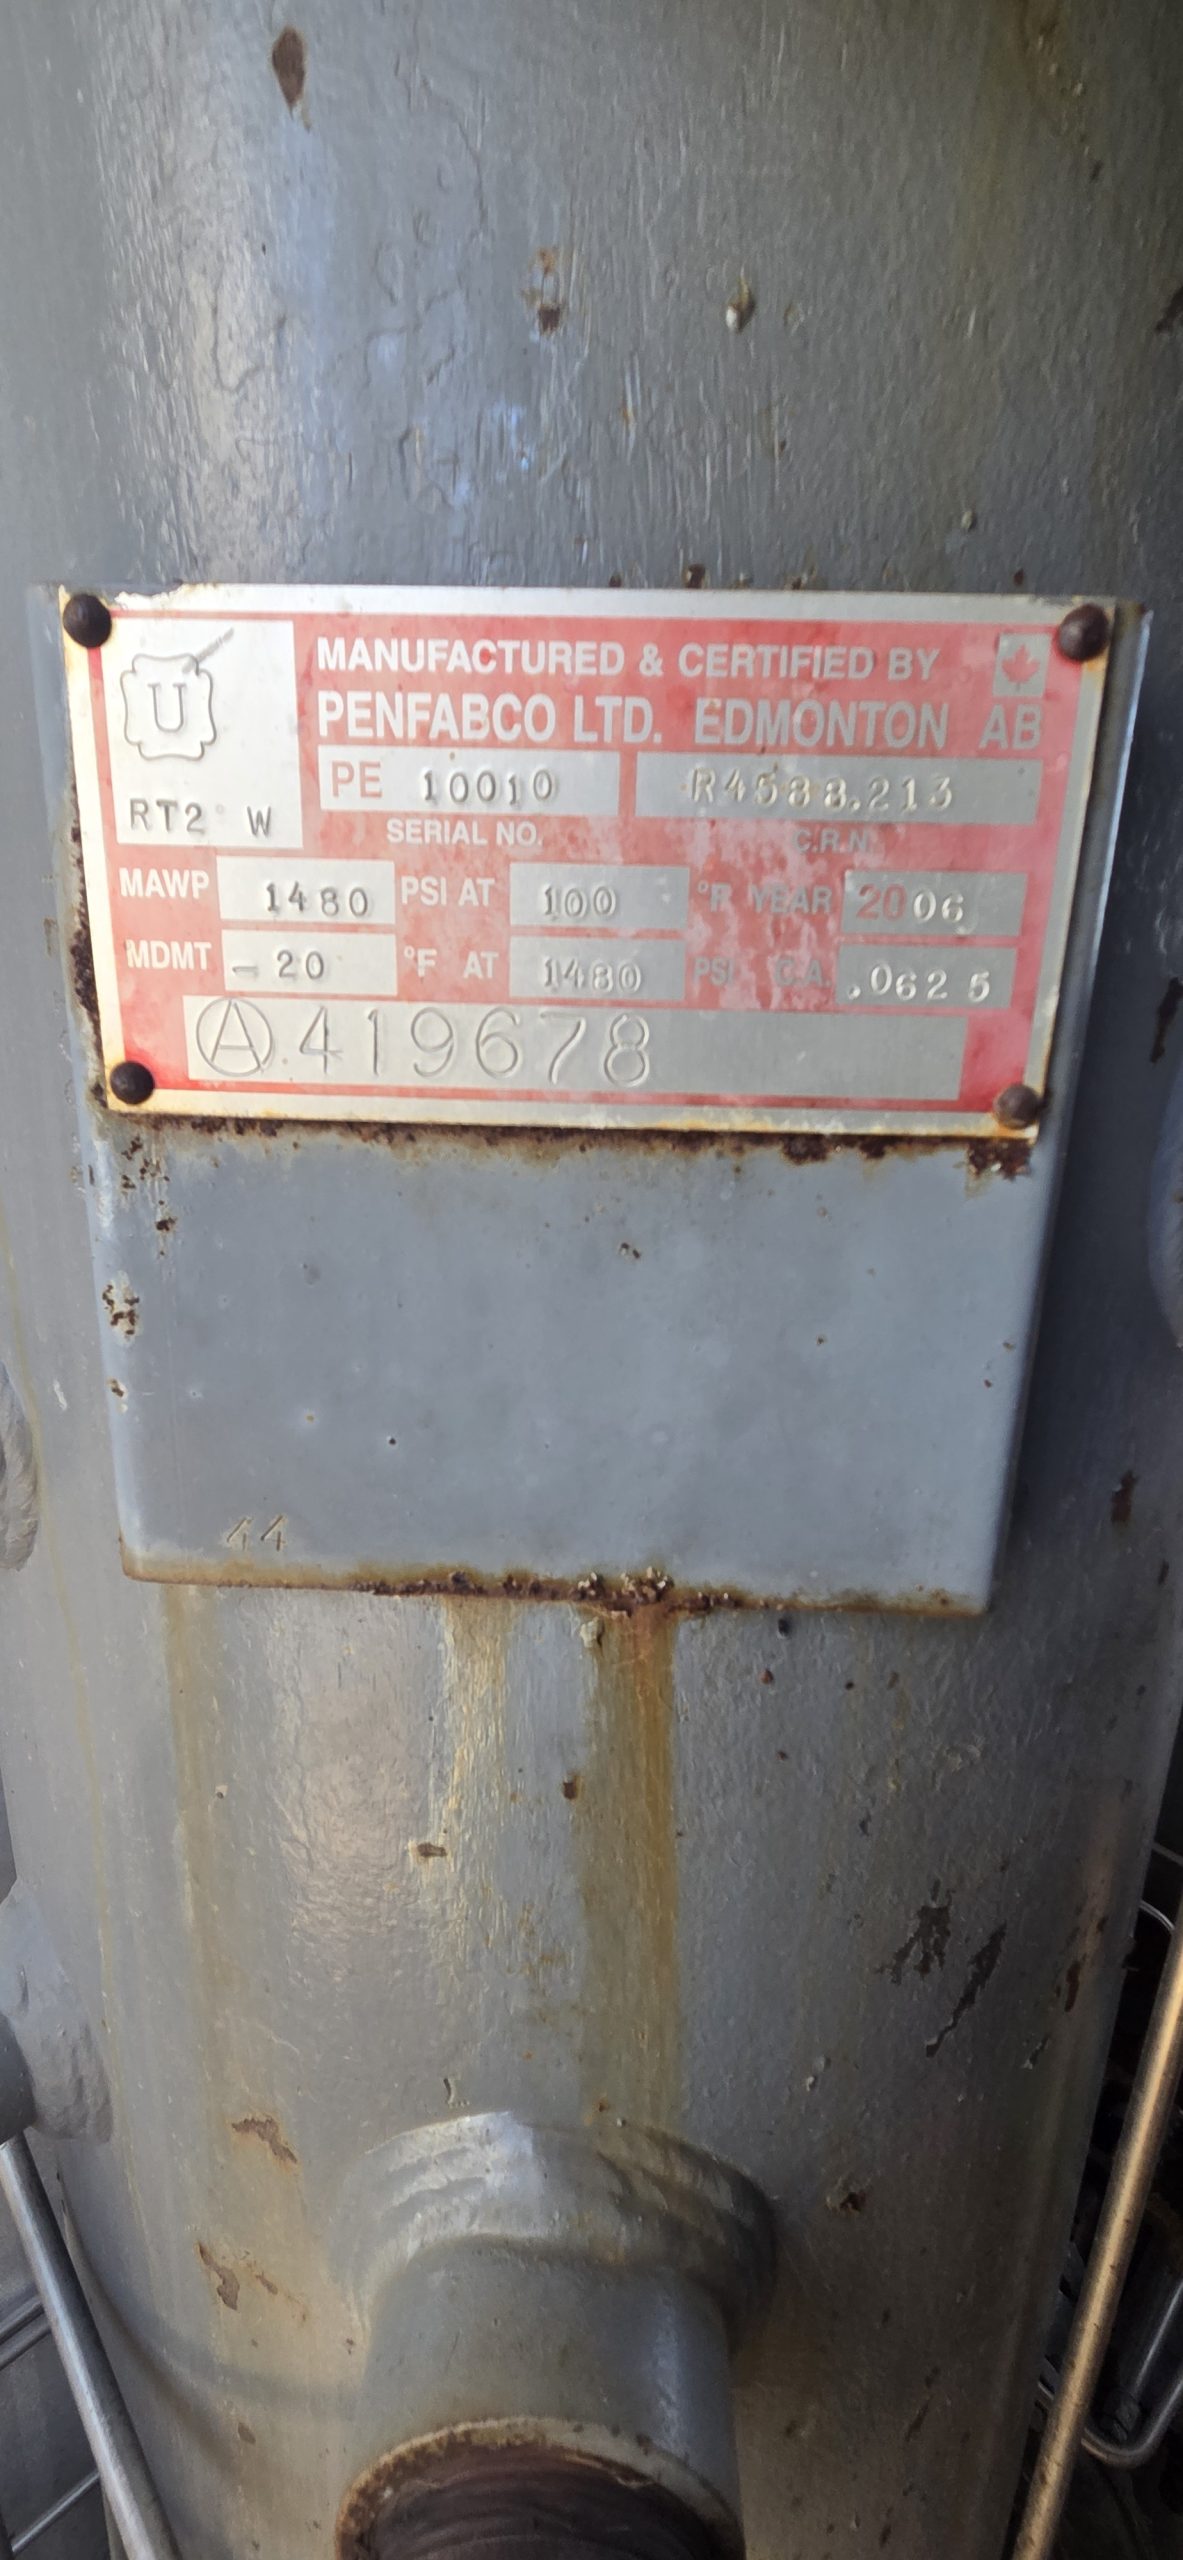 U
RT2 W
MANUFACTURED & CERTIFIED BY
PENFABCO LTD. EDMONTON AB
PE 10010 R4588.213
SERIAL NO. C.R.N.
MAWP 1480 PSI AT 100 °F YEAR 2006
MDMT -20 °F AT 1480 PSI C.A. .0625
A 419678
44